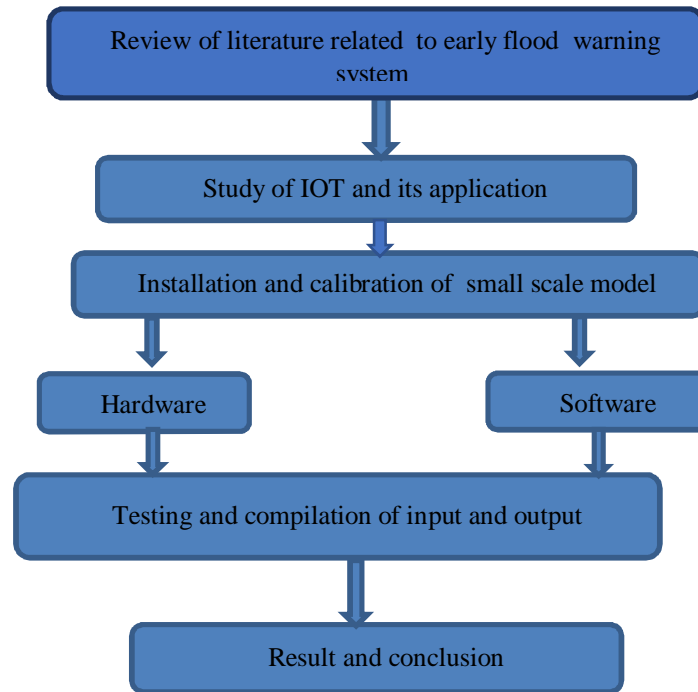 Review of literature related to early flood warning
system
Study of IOT and its application
Installation and calibration of small scale model
Hardware
Software
Testing and compilation of input and output
Result and conclusion